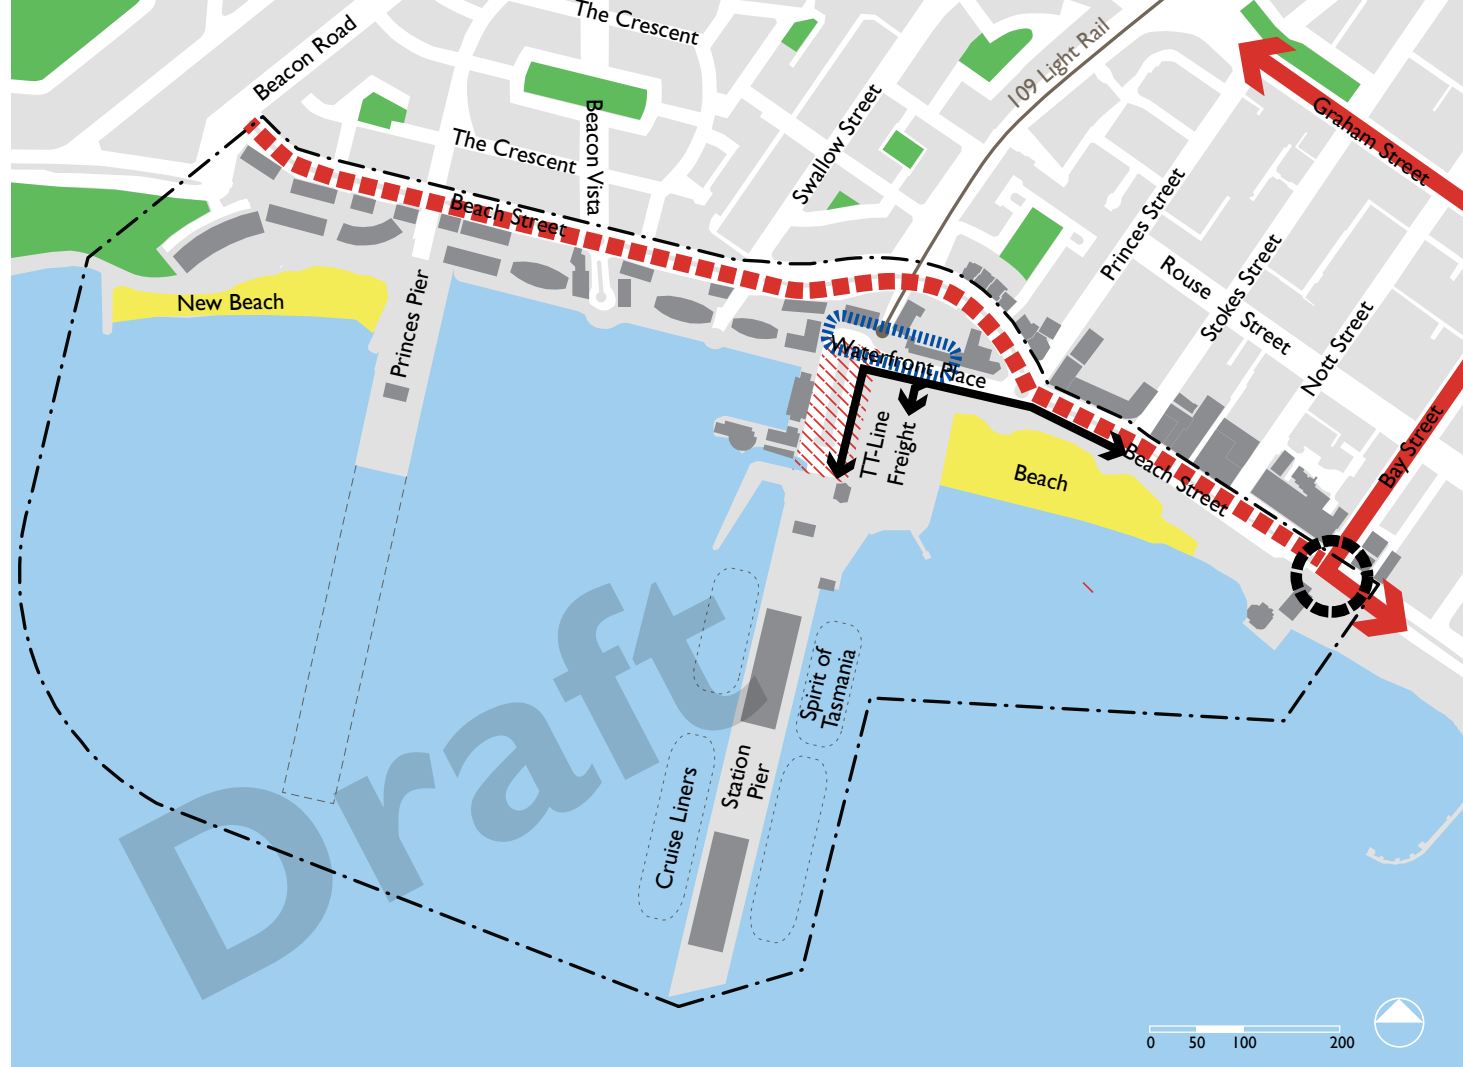 The Crescent
Beacon Road
109 Light Rail
Graham Street
The Crescent
Beacon Vista
Swallow Street
Princes Street
Beach Street
Rouse Street
Stokes Street
Nott Street
New Beach
Princes Pier
Waterfront Place
TT-Line
Freight
Beach
Beach Street
Bay Street
Draft
Spirit of
Tasmania
Station
Pier
Cruise Liners
0 50 100 200